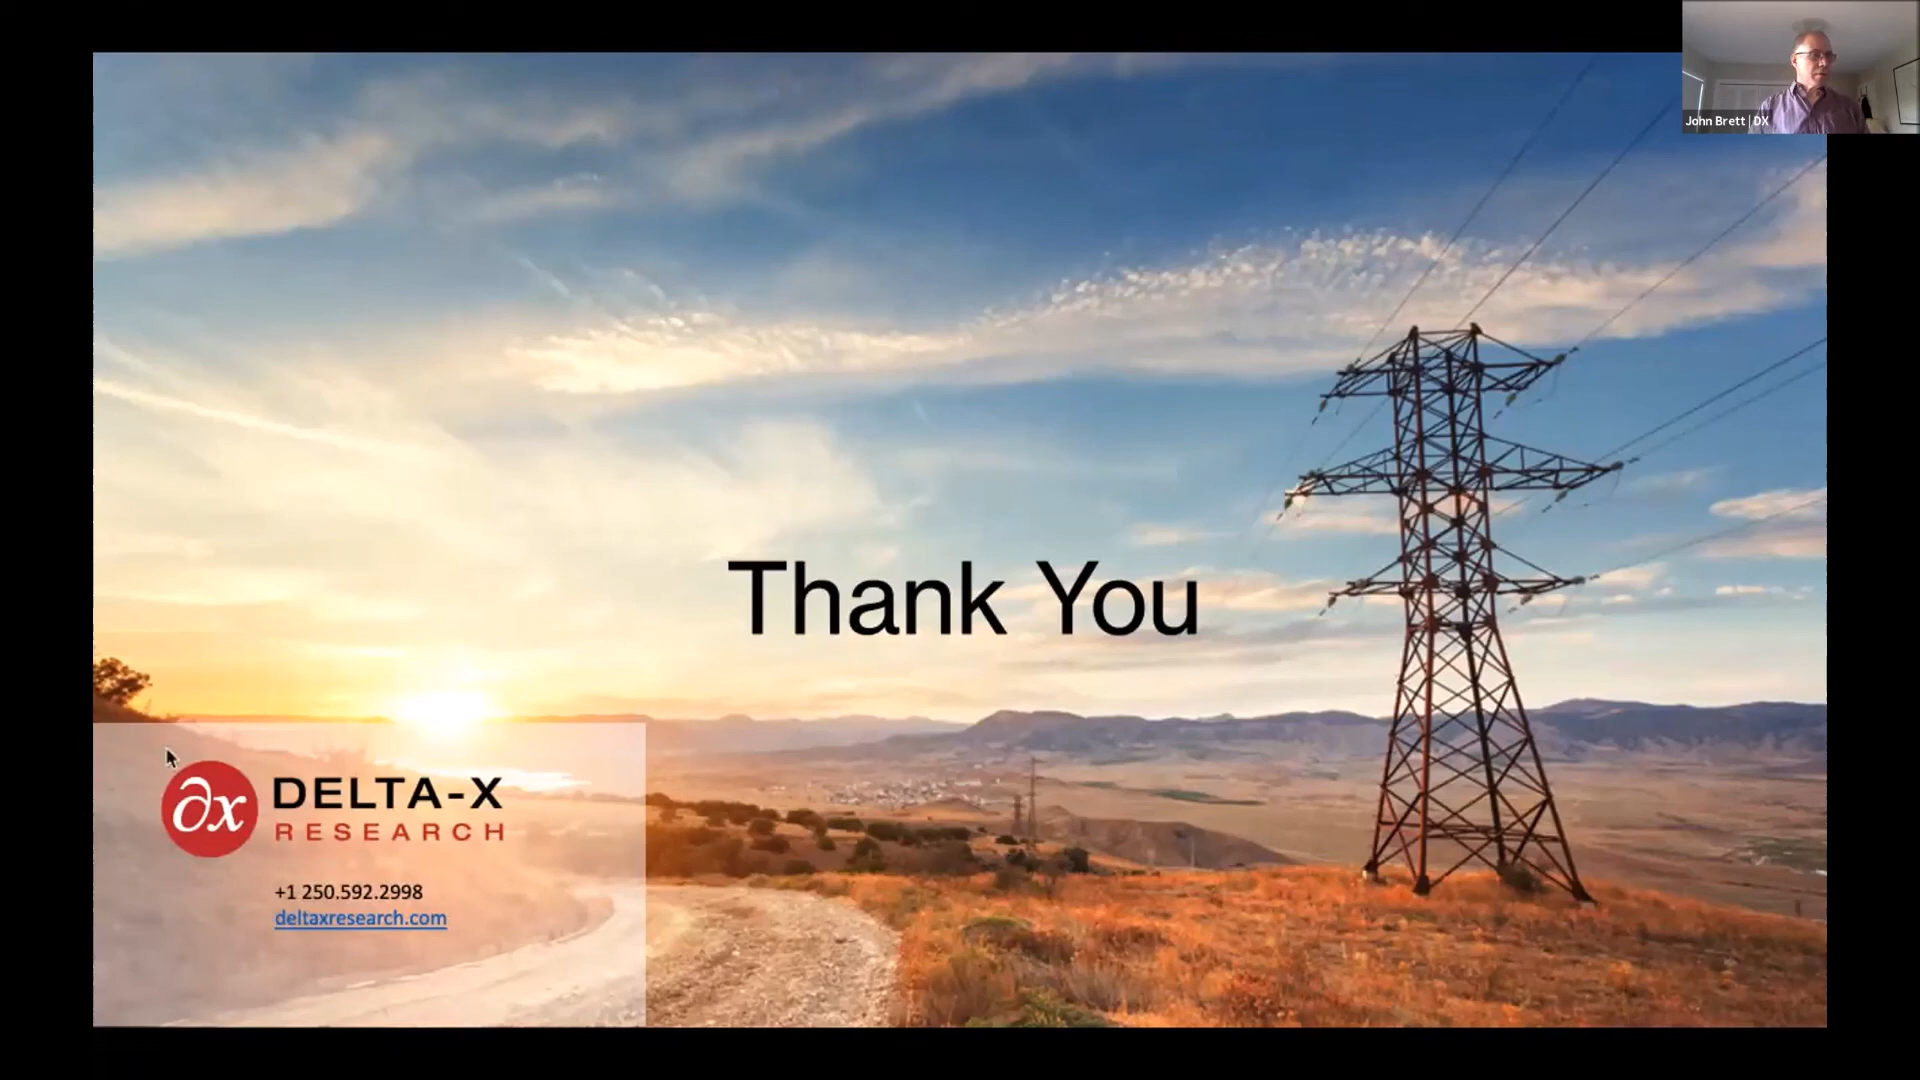 John Brett | DX
Thank You
∂x
DELTA-X
RESEARCH
+1 250.592.2998
deltaxresearch.com